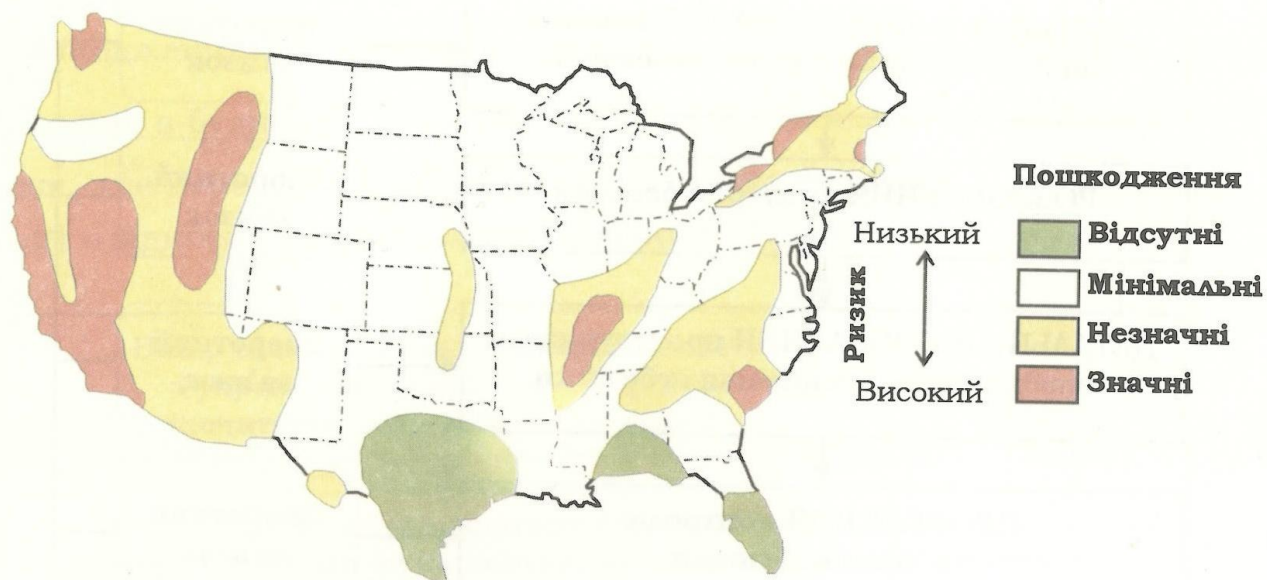 Пошкодження
Низький
Відсутні
Мінімальні
Ризик
Незначні
Високий
Значні